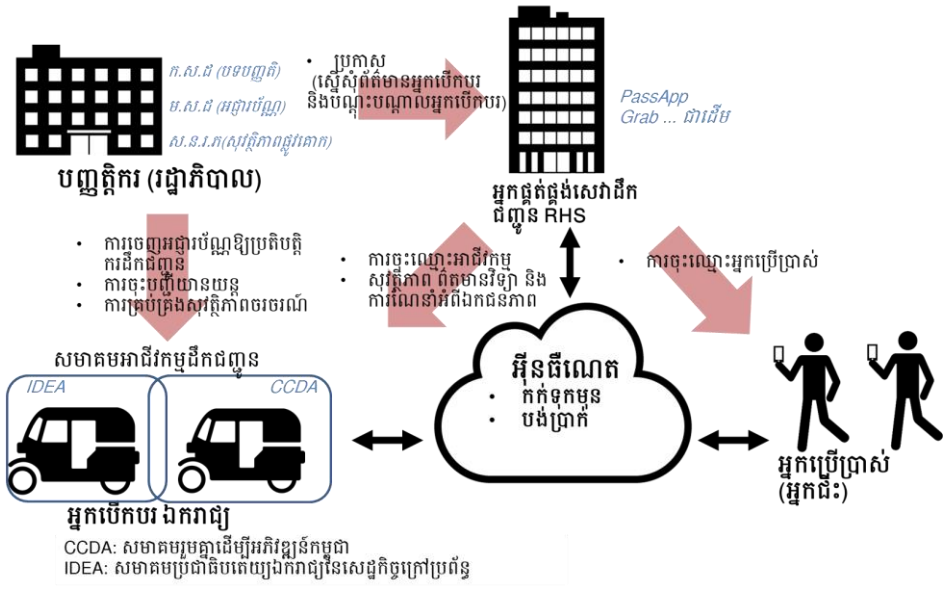 ក.ស.ដ (បទបញ្ញតិ)
ម.ស.ដ (អជ្ញារប័ណ្ណ)
ស.ន.រ.ភ(សុវត្ថិភាពផ្លូវគោក)
បញ្ញត្តិករ (រដ្ឋាភិបាល)
• ប្រកាស
(ស្នើសុំព័ត៌មានអ្នកបើកបរ
និងបណ្តុះបណ្តាលអ្នកបើកបរ)
PassApp
Grab ... ជាដើម
អ្នកផ្គត់ផ្គង់សេវាដឹក
ជញ្ជូន RHS
• ការចេញអជ្ញារប័ណ្ណឱ្យប្រតិបត្តិ
ករដឹកជញ្ជូន
• ការចុះបញ្ជីយានយន្ត
• ការគ្រប់គ្រងសុវត្ថិភាពចរចរណ៍
• ការចុះឈ្មោះអាជីវកម្ម
• សុវត្ថីភាព ព័តមានវិទ្យា និង
ការណែនាំអំពីឯកជនភាព
• ការចុះឈ្មោះអ្នកប្រើប្រាស់
សមាគមអាជីវកម្មដឹកជញ្ជូន
IDEA
CCDA
អ្នកបើកបរ ឯករាជ្យ
អ៊ីនធឺណេត
• កក់ទុកមុន
• បង់ប្រាក់
អ្នកប្រើប្រាស់
(អ្នកជិះ)
CCDA: សមាគមរួមគ្នាដើម្បីអភិវឌ្ឍន៍កម្ពុជា
IDEA: សមាគមប្រជាធិបតេយ្យឯករាជ្យនៃសេដ្ឋកិច្ចក្រៅប្រព័ន្ធ